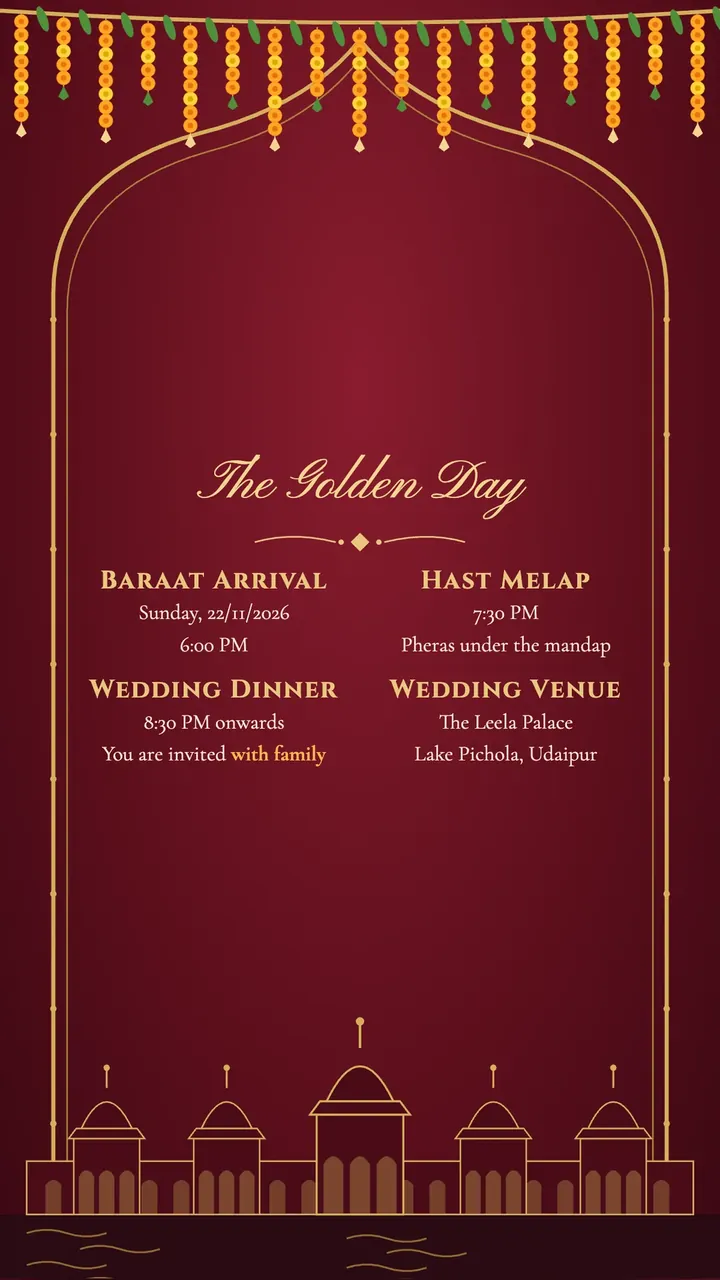 The Golden Day
BARAAT ARRIVAL
Sunday, 22/11/2026
6:00 PM
HAST MELAP
7:30 PM
Pheras under the mandap
WEDDING DINNER
8:30 PM onwards
You are invited with family
WEDDING VENUE
The Leela Palace
Lake Pichola, Udaipur